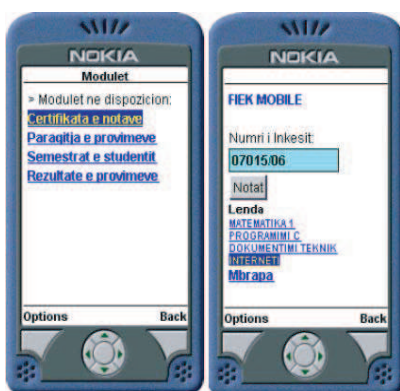 NOKIA
Modulet
> Modulet ne dispozicion:
Certifikata e notave
Paraqitja e provimeve
Semestrat e studentit
Rezultate e provimeve
Options Back
NOKIA
FIEK MOBILE
Numri i Inkesit:
07015/06
Notat
Lenda
MATEMATIKA 1
PROGRAMIMI C
DOKUMENTIMI TEKNIK
INTERNETI
Mbrapa
Options Back